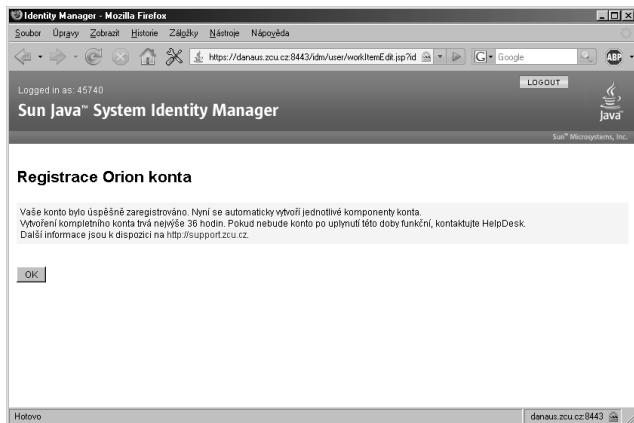 Identity Manager - Mozilla Firefox
Soubor Úpravy Zobrazit Historie Záložky Nástroje Nápověda
https://danaus.zcu.cz:8443/idm/user/workItemEdit.jsp?id
G Google
ABP
Logged in as: 45740
LOGOUT
Sun Java™ System Identity Manager
Java
Sun™ Microsystems, Inc.
Registrace Orion konta
Vaše konto bylo úspěšně zaregistrováno. Nyní se automaticky vytvoří jednotlivé komponenty konta.
Vytvoření kompletního konta trvá nejvýše 36 hodin. Pokud nebude konto po uplynutí této doby funkční, kontaktujte HelpDesk.
Další informace jsou k dispozici na http://support.zcu.cz.
OK
Hotovo
danaus.zcu.cz:8443